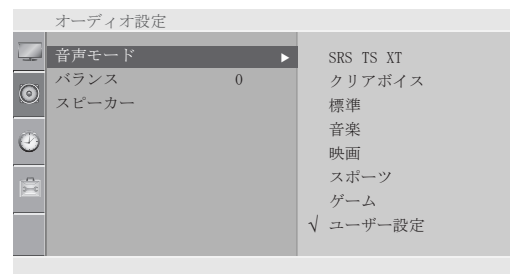 オーディオ設定
音声モード ▶
バランス 0
スピーカー
SRS TS XT
クリアボイス
標準
音楽
映画
スポーツ
ゲーム
√ ユーザー設定